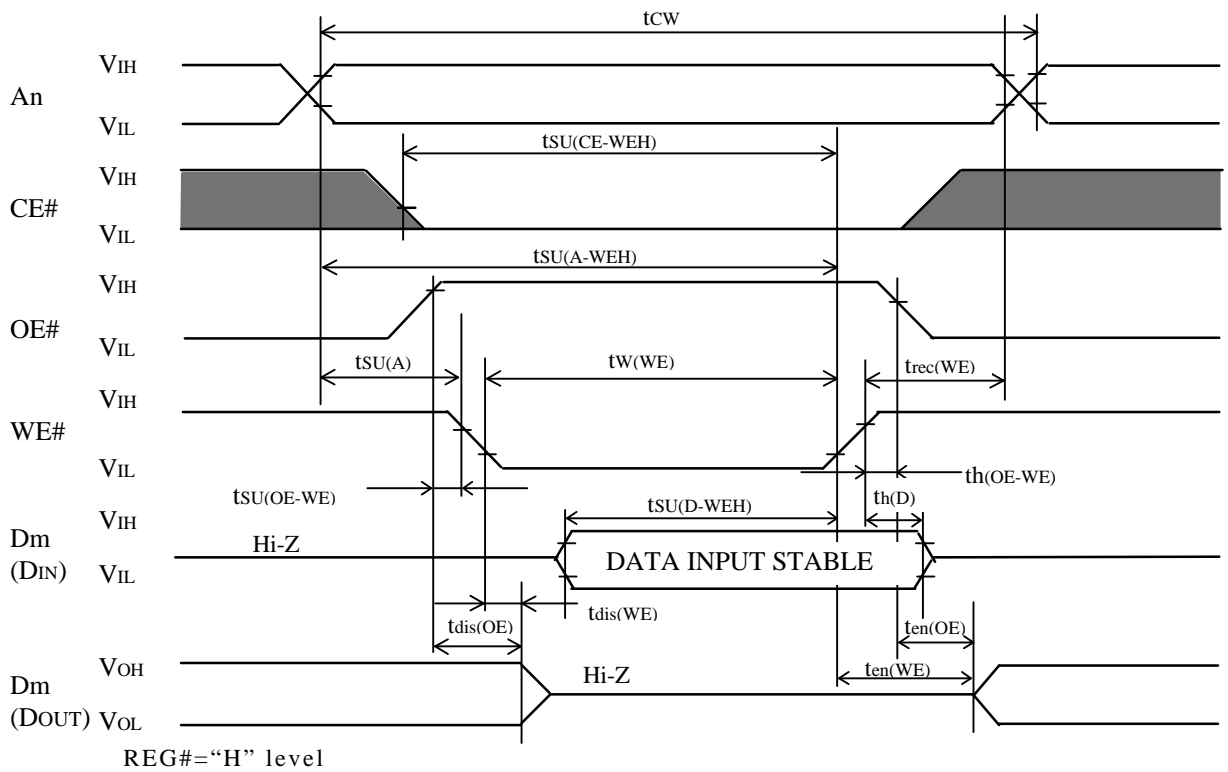 tCW
VIH
An
VIL
tSU(CE-WEH)
VIH
CE#
VIL
tSU(A-WEH)
VIH
OE#
VIL
tSU(A)
tW(WE)
trec(WE)
VIH
WE#
VIL
th(OE-WE)
tSU(OE-WE)
tSU(D-WEH)
th(D)
VIH
Dm
Hi-Z
DATA INPUT STABLE
(DIN)
VIL
tdis(OE)
tdis(WE)
ten(OE)
ten(WE)
VOH
Hi-Z
Dm
(DOUT)
VOL
REG#=“H” level